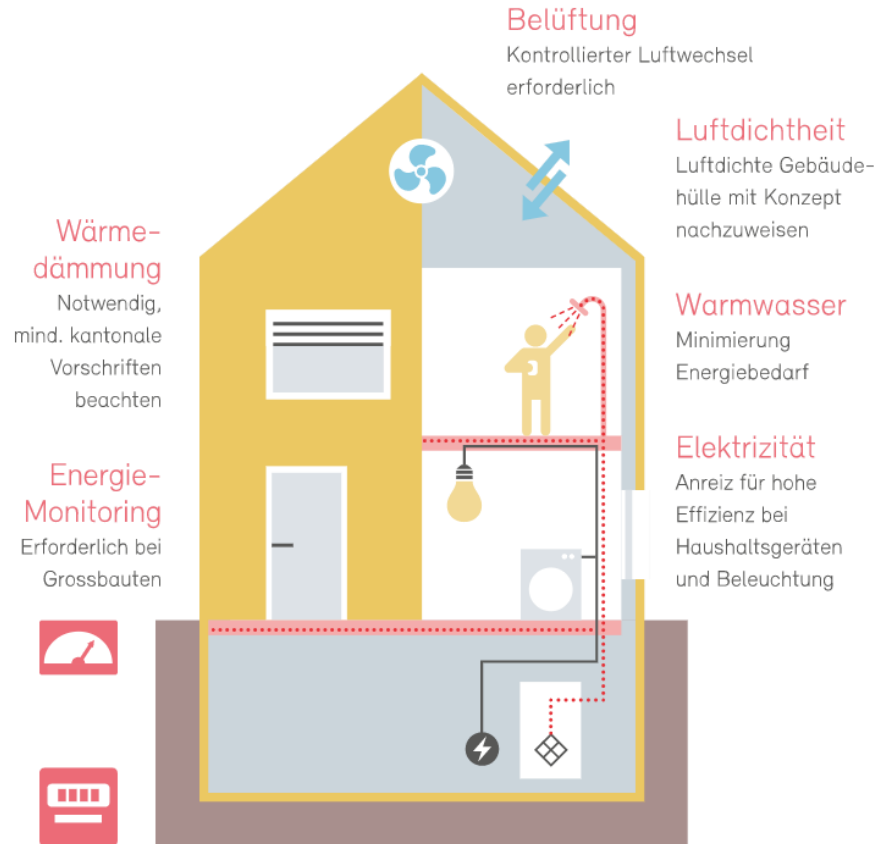 Belüftung
Kontrollierter Luftwechsel
erforderlich
Luftdichtheit
Luftdichte Gebäude-
hülle mit Konzept
nachzuweisen
Wärme-
dämmung
Notwendig,
mind. kantonale
Vorschriften
beachten
Warmwasser
Minimierung
Energiebedarf
Energie-
Monitoring
Erforderlich bei
Grossbauten
Elektrizität
Anreiz für hohe
Effizienz bei
Haushaltsgeräten
und Beleuchtung